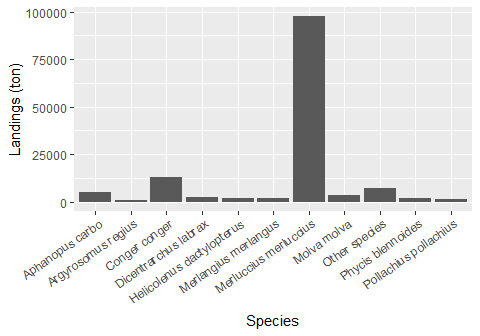 100000
75000
50000
25000
0
Landings (ton)
Aphanopus carbo
Argyrosomus regius
Conger conger
Dicentrarchus labrax
Helicolenus dactylopterus
Merlangius merlangus
Merluccius merluccius
Molva molva
Other species
Phycis blennoides
Pollachius pollachius
Species